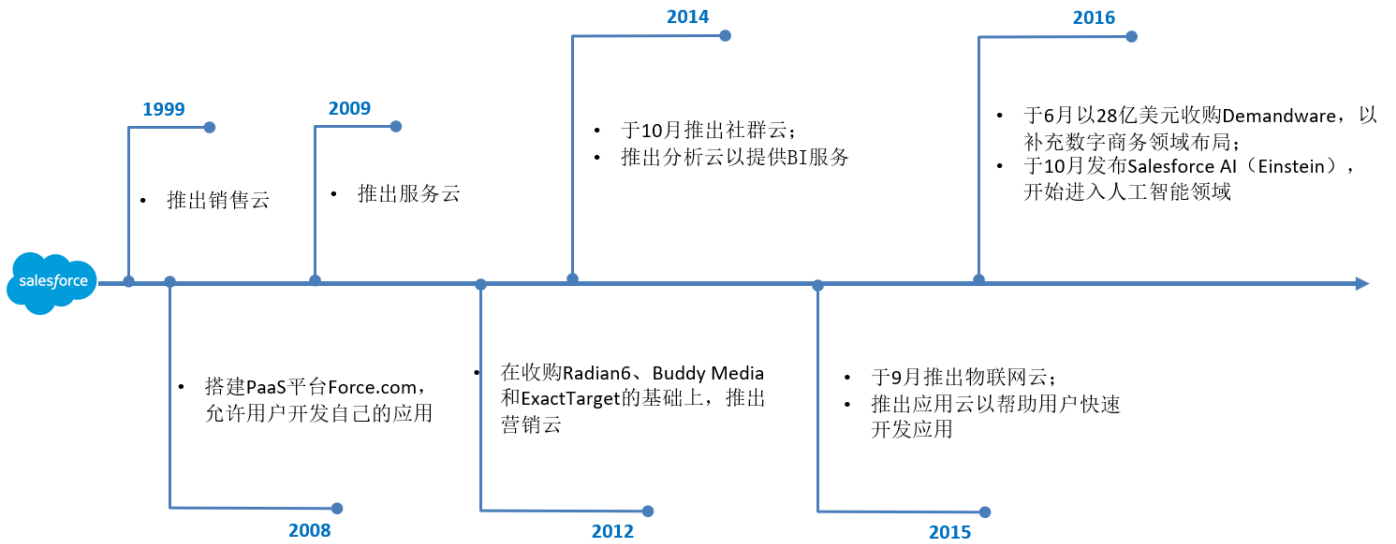 2014
2016
1999
2009
• 于6月以28亿美元收购Demandware，以
补充数字商务领域布局；
• 于10月发布Salesforce AI（Einstein），
开始进入人工智能领域
• 于10月推出社群云；
• 推出分析云以提供BI服务
• 推出销售云
• 推出服务云
salesforce
• 搭建PaaS平台Force.com，
允许用户开发自己的应用
• 在收购Radian6、Buddy Media
和ExactTarget的基础上，推出
营销云
• 于9月推出物联网云；
• 推出应用云以帮助用户快速
开发应用
2008
2012
2015